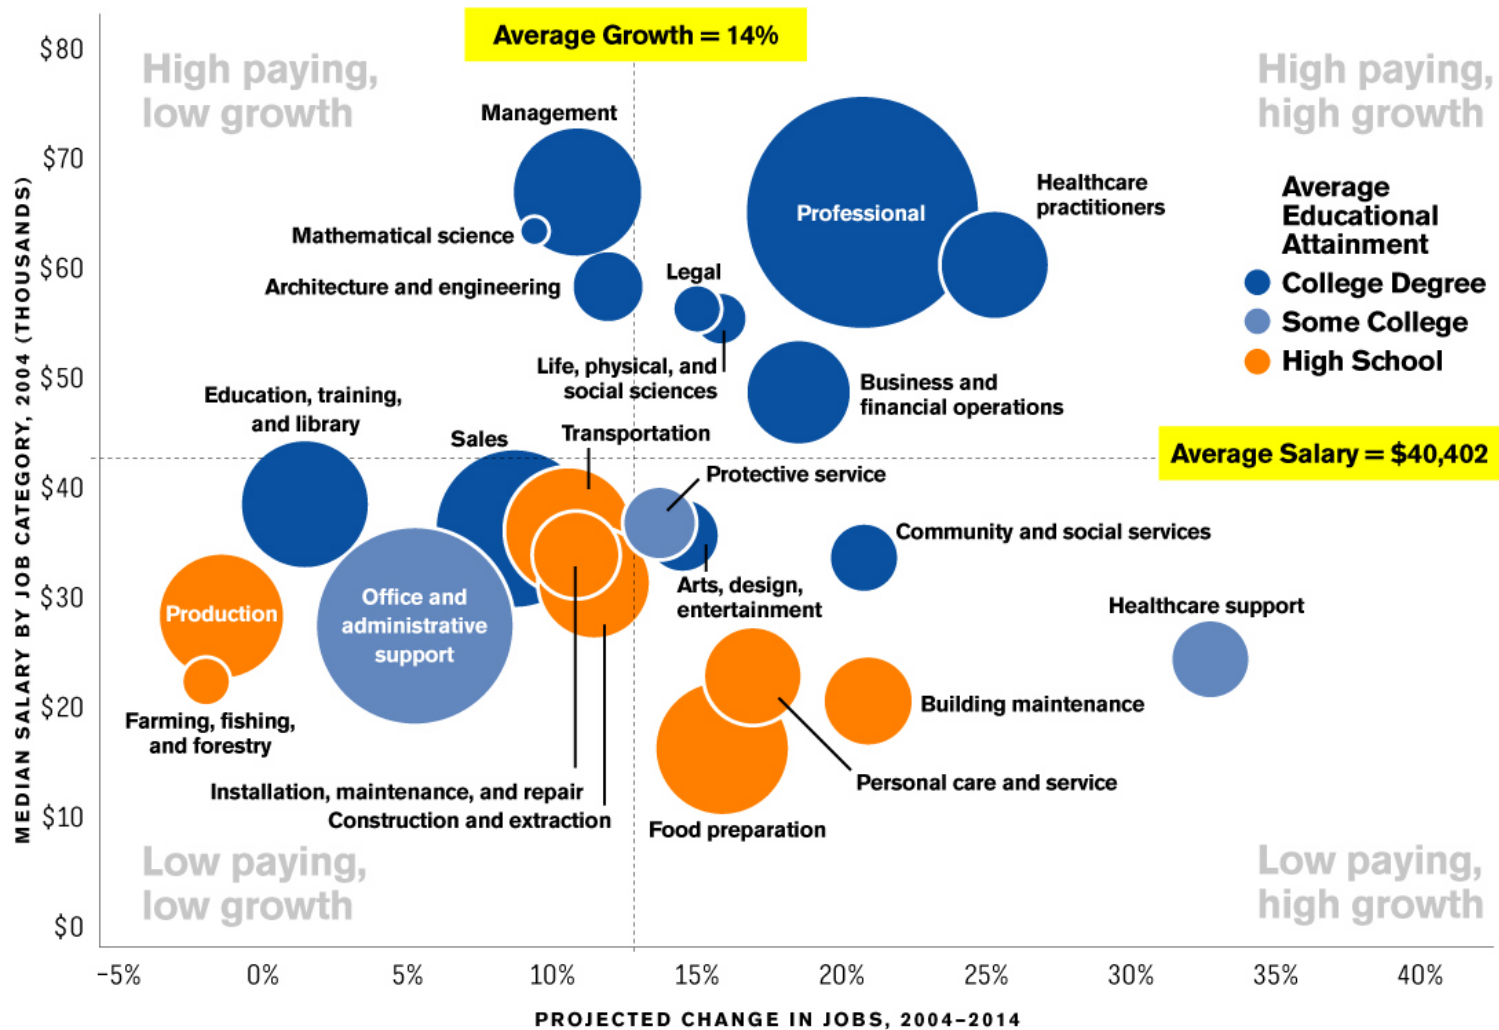 Average Growth = 14%
High paying,
low growth
High paying,
high growth
Average
Educational
Attainment
College Degree
Some College
High School
Management
Mathematical science
Architecture and engineering
Professional
Healthcare
practitioners
Legal
Life, physical, and
social sciences
Business and
financial operations
Education, training,
and library
Sales
Transportation
Average Salary = $40,402
Protective service
Community and social services
Arts, design,
entertainment
Healthcare support
Production
Office and
administrative
support
Farming, fishing,
and forestry
Building maintenance
Personal care and service
Installation, maintenance, and repair
Construction and extraction
Food preparation
Low paying,
low growth
Low paying,
high growth
MEDIAN SALARY BY JOB CATEGORY, 2004 (THOUSANDS)
$80
$70
$60
$50
$40
$30
$20
$10
$0
−5%
0%
5%
10%
15%
20%
25%
30%
35%
40%
PROJECTED CHANGE IN JOBS, 2004–2014